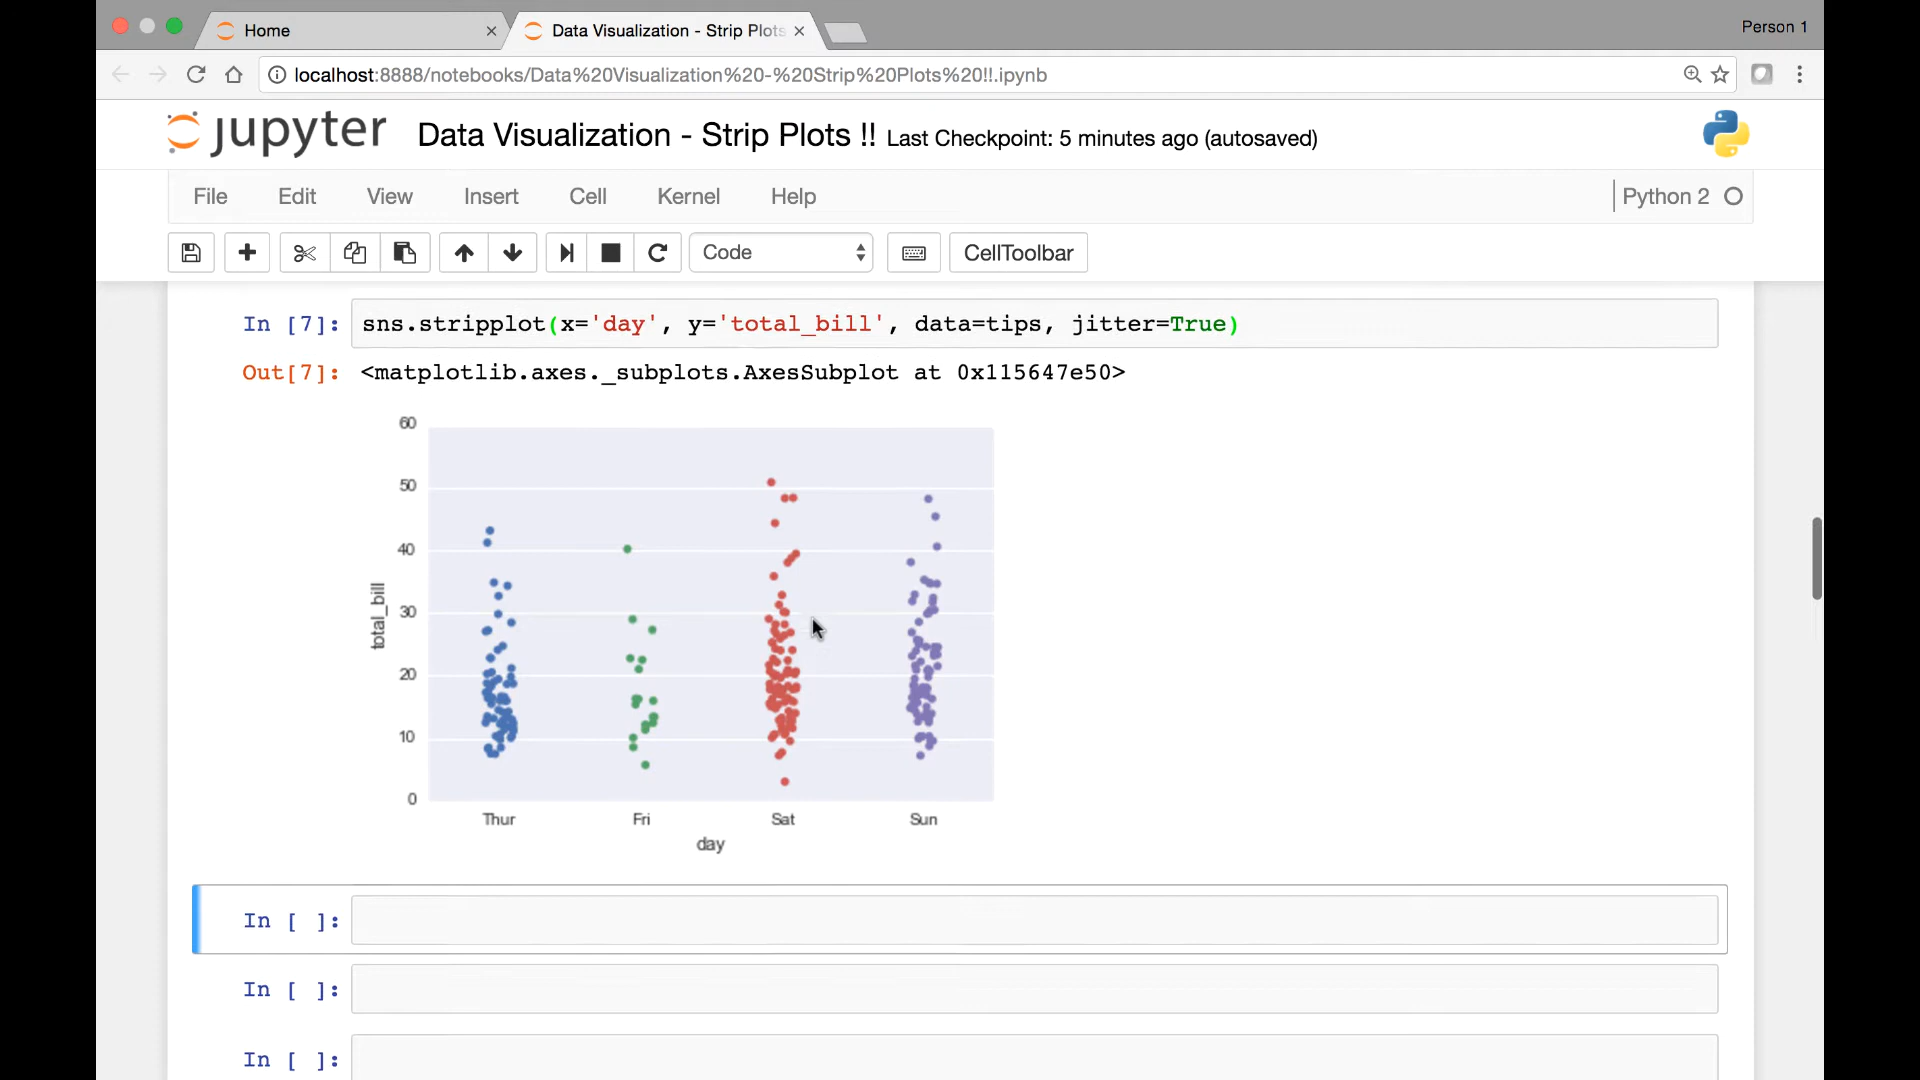 Home
Data Visualization - Strip Plots
Person 1
localhost:8888/notebooks/Data%20Visualization%20-%20Strip%20Plots%20!!.ipynb
jupyter Data Visualization - Strip Plots !! Last Checkpoint: 5 minutes ago (autosaved)
File Edit View Insert Cell Kernel Help Python 2
Code CellToolbar
In [7]: sns.stripplot(x='day', y='total_bill', data=tips, jitter=True)
Out[7]: <matplotlib.axes._subplots.AxesSubplot at 0x115647e50>
60
50
40
30
20
10
0
total_bill
Thur Fri Sat Sun
day
In [ ]:
In [ ]:
In [ ]: